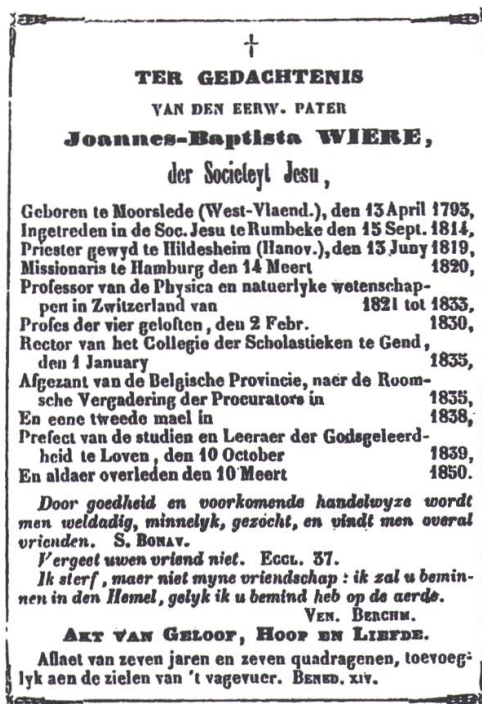 †
TER GEDACHTENIS
VAN DEN EERW. PATER
Joannes-Baptista WIERE,
der Societeyt Jesu,
Geboren te Moorslede (West-Vlaend.), den 13 April 1793,
Ingetreden in de Soc. Jesu te Rumbeke den 15 Sept. 1814,
Priester gewyd te Hildesheim (Hanov.), den 13 Juny 1819,
Missionaris te Hamburg den 14 Meert 1820,
Professor van de Physica en natuerlyke wetenschap-
pen in Zwitzerland van 1821 tot 1833,
Profes der vier geloften, den 2 Febr. 1830,
Rector van het Collegie der Scholastieken te Gend,
den 1 January 1835,
Afgezant van de Belgische Provincie, naer de Room-
sche Vergadering der Procurators in 1835,
En eene tweede mael in 1838,
Prefect van de studien en Leeraer der Godsgeleerd-
heid te Loven, den 10 October 1839,
En aldaer overleden den 10 Meert 1850.
Door goedheid en voorkomende handelwyze wordt
men weldadig, minnelyk, gezocht, en vindt men overal
vrienden. S. BONAV.
Vergeet uwen vriend niet. ECCL. 37.
Ik sterf, maer niet myne vriendschap : ik zal u bemin-
nen in den Hemel, gelyk ik u bemind heb op de aerde.
VEN. BERCHM.
AKT VAN GELOOF, HOOP EN LIEFDE.
Aflaet van zeven jaren en zeven quadragenen, toevoeg-
lyk aen de zielen van 't vagevuer. BENED. XIV.